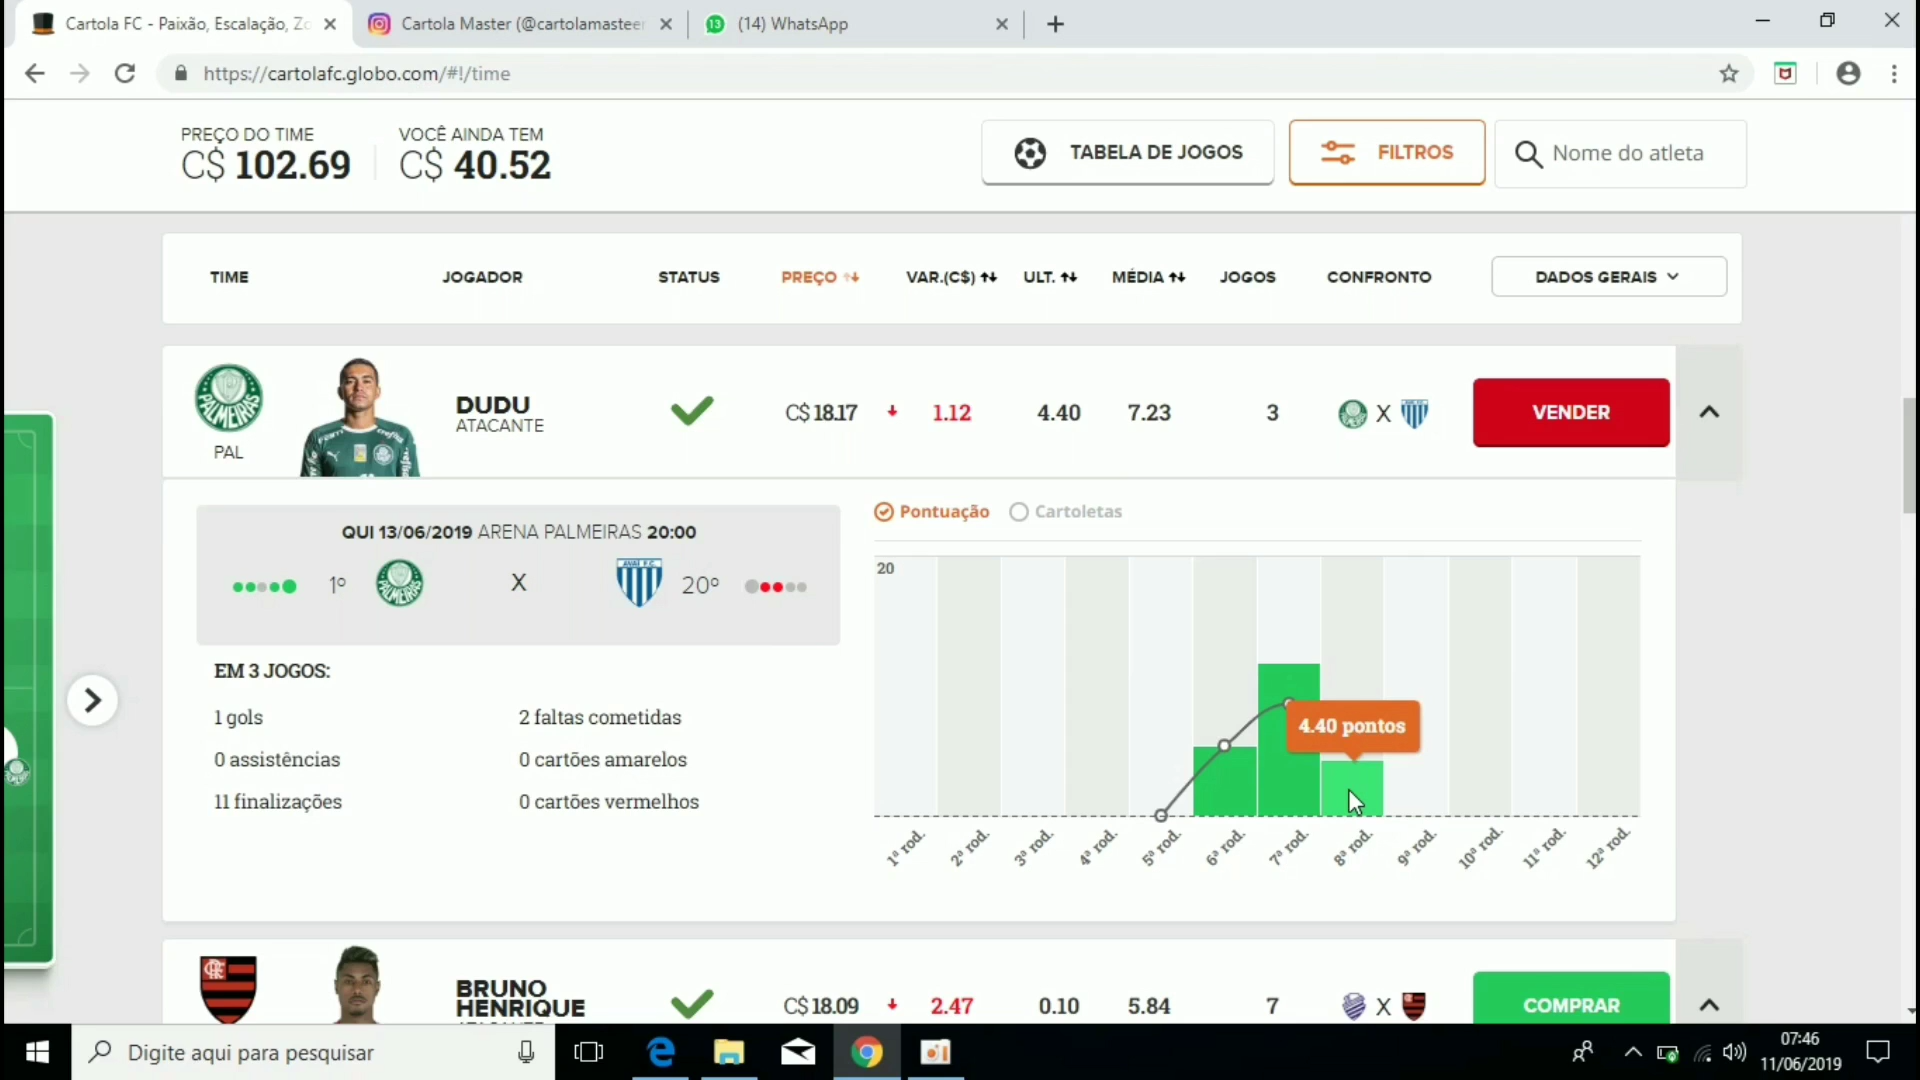 Cartola FC - Paixão, Escalação, Zo
Cartola Master (@cartolamasteer
13 (14) WhatsApp
https://cartolafc.globo.com/#!/time
PREÇO DO TIME
C$ 102.69
VOCÊ AINDA TEM
C$ 40.52
TABELA DE JOGOS
FILTROS
Nome do atleta
TIME JOGADOR STATUS PREÇO VAR.(C$) ULT. MÉDIA JOGOS CONFRONTO DADOS GERAIS
PALMEIRAS
PAL
DUDU
ATACANTE
C$ 18.17 1.12 4.40 7.23 3 X VENDER
QUI 13/06/2019 ARENA PALMEIRAS 20:00
1º PALMEIRAS X AVAÍ F.C. 20º
EM 3 JOGOS:
1 gols
0 assistências
11 finalizações
2 faltas cometidas
0 cartões amarelos
0 cartões vermelhos
Pontuação Cartoletas
20
4.40 pontos
1ª rod. 2ª rod. 3ª rod. 4ª rod. 5ª rod. 6ª rod. 7ª rod. 8ª rod. 9ª rod. 10ª rod. 11ª rod. 12ª rod.
BRUNO
HENRIQUE
ATACANTE
C$ 18.09 2.47 0.10 5.84 7 X COMPRAR
Digite aqui para pesquisar
07:46
11/06/2019